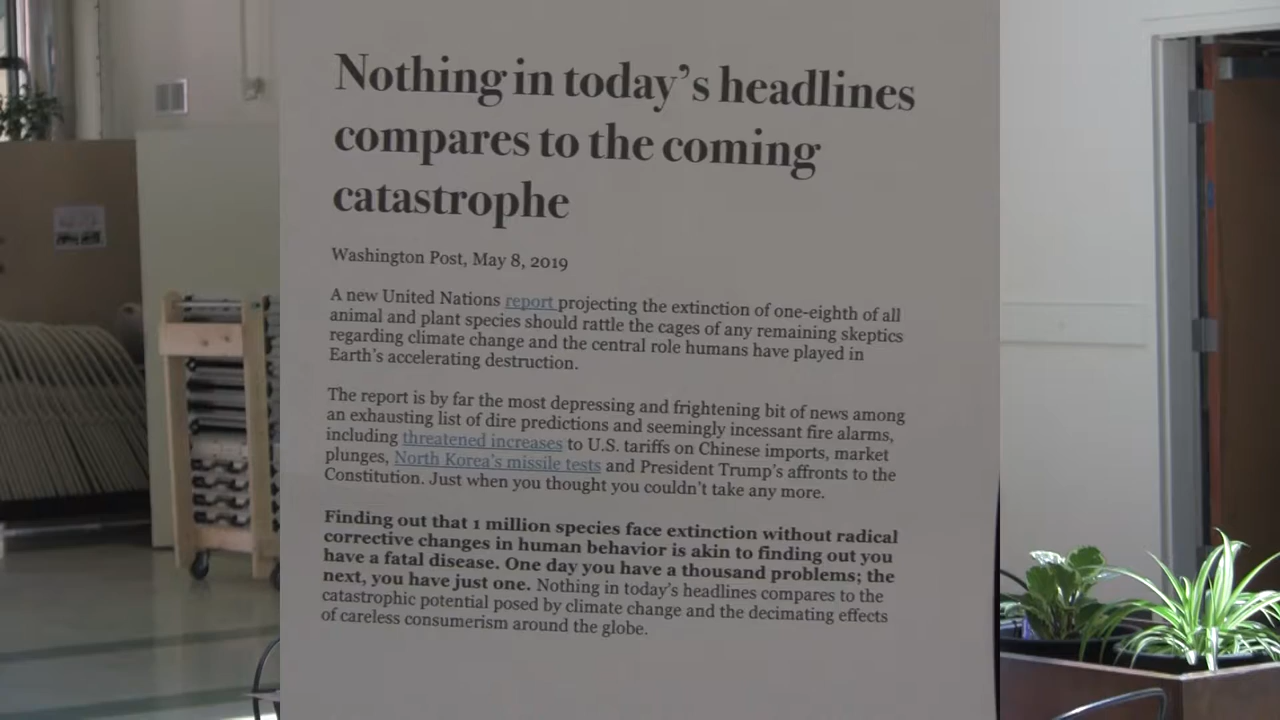 Nothing in today's headlines
compares to the coming
catastrophe
Washington Post, May 8, 2019
A new United Nations report projecting the extinction of one-eighth of all
animal and plant species should rattle the cages of any remaining skeptics
regarding climate change and the central role humans have played in
Earth's accelerating destruction.
The report is by far the most depressing and frightening bit of news among
an exhausting list of dire predictions and seemingly incessant fire alarms,
including threatened increases to U.S. tariffs on Chinese imports, market
plunges, North Korea's missile tests and President Trump's affronts to the
Constitution. Just when you thought you couldn't take any more.
Finding out that 1 million species face extinction without radical
corrective changes in human behavior is akin to finding out you
have a fatal disease. One day you have a thousand problems; the
next, you have just one. Nothing in today's headlines compares to the
catastrophic potential posed by climate change and the decimating effects
of careless consumerism around the globe.